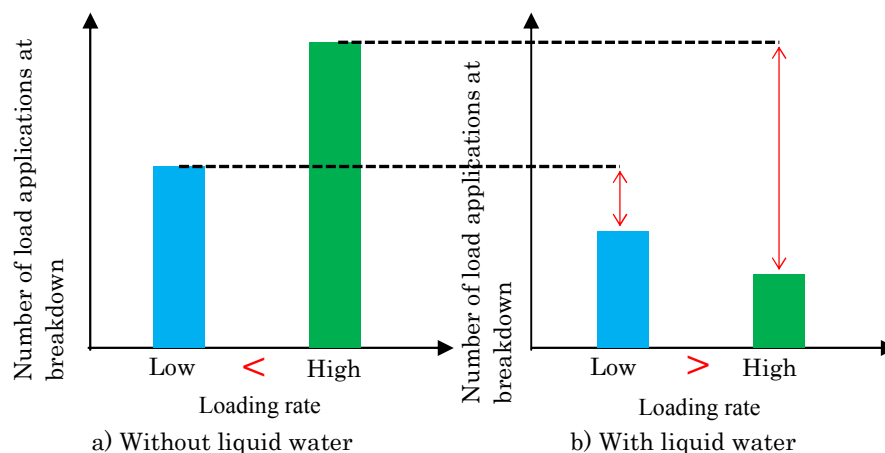 Number of load applications at
breakdown
Low < High
Loading rate
a) Without liquid water
Number of load applications at
breakdown
Low > High
Loading rate
b) With liquid water